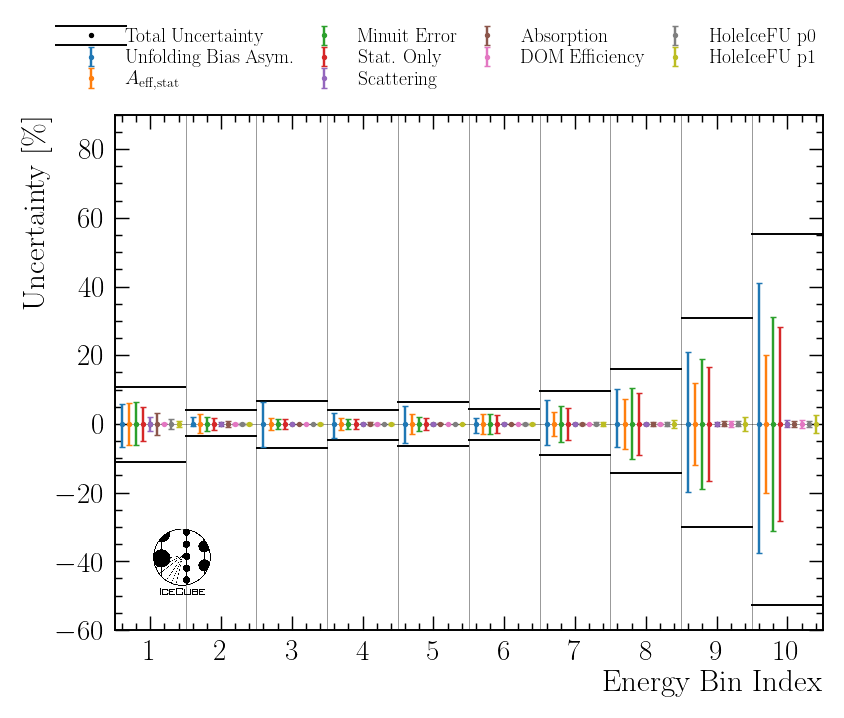 Total Uncertainty Minuit Error Absorption HoleIceFU p0
Unfolding Bias Asym. Stat. Only DOM Efficiency HoleIceFU p1
A_eff,stat Scattering
Uncertainty [%]
80
60
40
20
0
−20
−40
−60
ICECUBE
1 2 3 4 5 6 7 8 9 10
Energy Bin Index